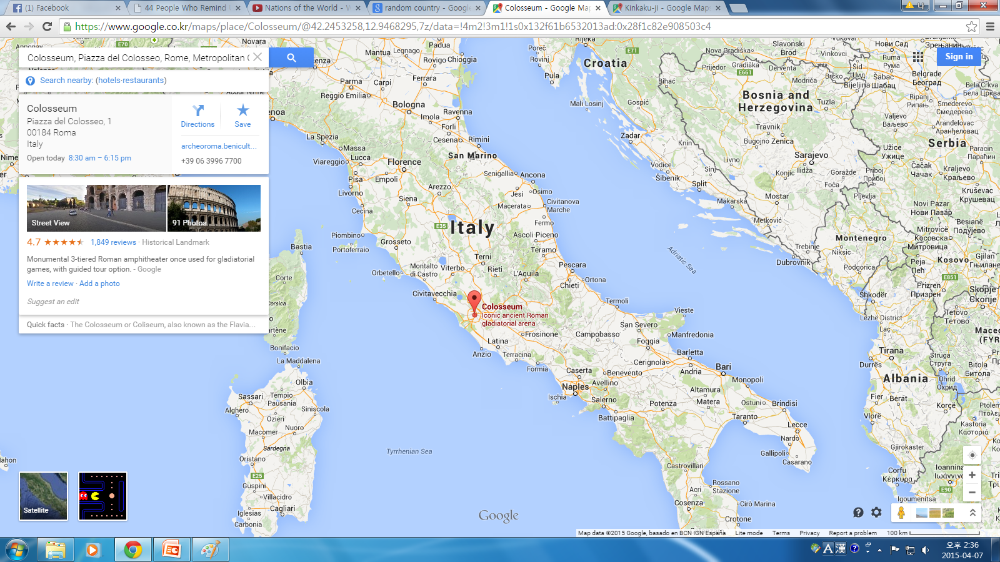 (1) Facebook
44 People Who Remind
Nations of the World - W
random country - Google
Colosseum - Google Map
Kinkaku-ji - Google Maps
https://www.google.co.kr/maps/place/Colosseum/@42.2453258,12.9468295,7z/data=!4m2!3m1!1s0x132f61b6532013ad:0x28f1c82e908503c4
Colosseum, Piazza del Colosseo, Rome, Metropolitan C
Sign in
Search nearby: (hotels·restaurants)
Colosseum
Piazza del Colosseo, 1
00184 Roma
Italy
Open today 8:30 am – 6:15 pm
Directions
Save
archeoroma.benicult...
+39 06 3996 7700
Street View
91 Photos
4.7
1,849 reviews · Historical Landmark
Monumental 3-tiered Roman amphitheater once used for gladiatorial
games, with guided tour option. - Google
Write a review · Add a photo
Suggest an edit
Quick facts · The Colosseum or Coliseum, also known as the Flavia...
E70
Novara
Padua
Legnago
Rovigo
Chioggia
Parma
Carpi
Ferrara
Reggio Emilia
Bologna
Imola
Ravenna
Forlì
Cesena
Rimini
La Spezia
Massa
Lucca
Viareggio
Florence
San Marino
Pisa
Empoli
Senigallia
Ancona
Livorno
Arezzo
Jesi
Osimo
Siena
Macerata
Civitanova
Marche
Cecina
E35
Italy
Fermo
Piombino
Grosseto
Ascoli Piceno
Portoferraio
Teramo
Bastia
Terni
Montalto
di Castro
Viterbo
Rieti
L'Aquila
Pescara
Orbetello
Ortona
Chieti
Corte
Civitavecchia
Corsica
Colosseum
Iconic ancient Roman
gladiatorial arena
Termoli
Vieste
San Severo
Frosinone
Campobasso
Manfredonia
Latina
Foggia
Bonifacio
Anzio
Terracina
Barletta
La Maddalena
Formia
Caserta
Cerignola
Bari
Andria
Benevento
Olbia
Monopoli
Avellino
Naples
Altamura
Sassari
Tempio
Pausania
Ischia
Salerno
Potenza
Matera
Ostuni
Brindisi
Alghero
Ozieri
Siniscola
Battipaglia
Taranto
Lecce
Nuoro
Macomer
Nardò
Sardegna
Tyrrhenian Sea
Gallipoli
Casarano
Oristano
Castrovillari
E25
Guspini
Villacidro
Acri
Rossano
Stazione
Iglesias
Cagliari
Cosenza
Cirò Marina
Carbonia
Crotone
Rijeka
E71
Poreč
Rovinj
Croatia
Pula
Mali Losinj
Gospić
Bihać
Zadar
Šibenik
Split
Makarska
Adriatic Sea
Nova Gradiška
Slavonski
Brod
Prijedor
Gradiška
E661
Derventa
Banja Luka
Modriča
Doboj
Brčko
Bijeljina
Bosnia and
Herzegovina
Tuzla
Travnik
Bugojno
Zenica
Livno
Sarajevo
Konjic
Ilidža
Goražde
Foča
Mostar
Metković
Trebinje
Dubrovnik
Нови Сад
Ruma
Рума
Vinkovci
Šid
Шид
Šabac
Шабац
Belgrade
Београд
Зрењанин
Vršac
Вршац
Bela Crkva
Бела Црква
Ripanj
Рипањ
Smederevo
Смедерево
Valjevo
Ваљево
Aranđelovac
Аранђеловац
Serbia
Užice
Ужице
Čačak
Чачак
Paraćin
Параћин
Priboj
Прибој
Kraljevo
Краљево
Pljevlja
Kruševac
Крушевац
Novi Pazar
Нови Пазар
Montenegro
Nikšic
Podgorica
Mitrovicë
Косовска
Митровица
Kosovo
Peja
Пећ
Gjilan
Гњилане
E851
Prizren
Призрен
Shkodër
Skopje
Скопје
Lezhë District
Tetovo
Тетово
Tirana
Durrës
Struga
Струга
Albania
Ohrid
Охрид
Bitola
Битола
Fier
Berat
Korçë
Vlorë
Gjirokaster
Kastoria
Καστοριά
Corfu
Κέρκυρα
Ioannina
Ιωάννινα
E90
Igoumenitsa
Satellite
Google
Map data ©2015 Google, basado en BCN IGN España
Lite mode
Terms
Privacy
Report a problem
100 km
A 漢
오후 2:36
2015-04-07